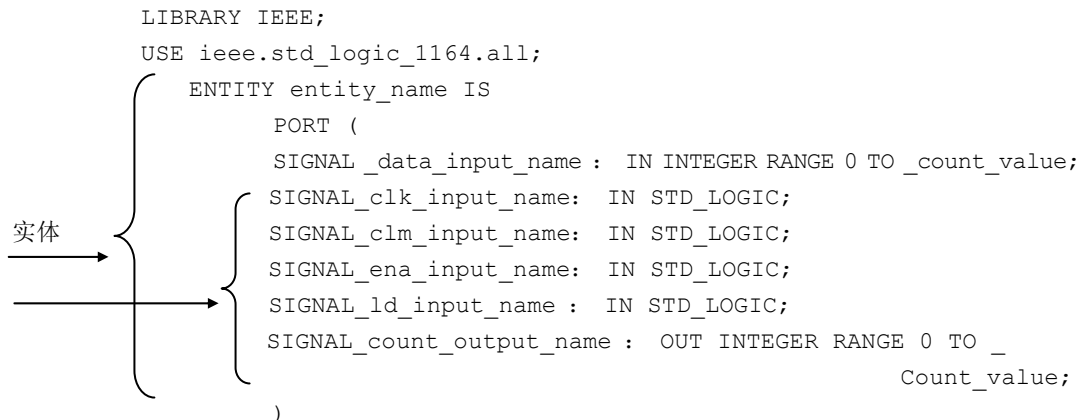 LIBRARY IEEE;
USE ieee.std_logic_1164.all;
ENTITY entity_name IS
PORT (
SIGNAL _data_input_name : IN INTEGER RANGE 0 TO _count_value;
SIGNAL_clk_input_name: IN STD_LOGIC;
SIGNAL_clm_input_name: IN STD_LOGIC;
实体
SIGNAL_ena_input_name: IN STD_LOGIC;
SIGNAL_ld_input_name : IN STD_LOGIC;
SIGNAL_count_output_name : OUT INTEGER RANGE 0 TO _
Count_value;
)